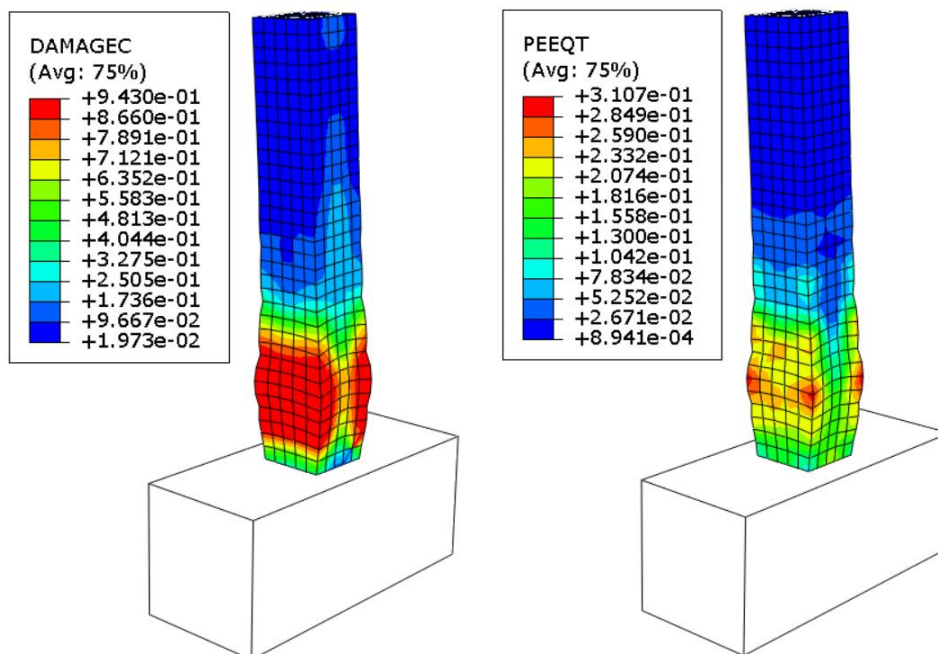 DAMAGEC
(Avg: 75%)
+9.430e-01
+8.660e-01
+7.891e-01
+7.121e-01
+6.352e-01
+5.583e-01
+4.813e-01
+4.044e-01
+3.275e-01
+2.505e-01
+1.736e-01
+9.667e-02
+1.973e-02
PEEQT
(Avg: 75%)
+3.107e-01
+2.849e-01
+2.590e-01
+2.332e-01
+2.074e-01
+1.816e-01
+1.558e-01
+1.300e-01
+1.042e-01
+7.834e-02
+5.252e-02
+2.671e-02
+8.941e-04